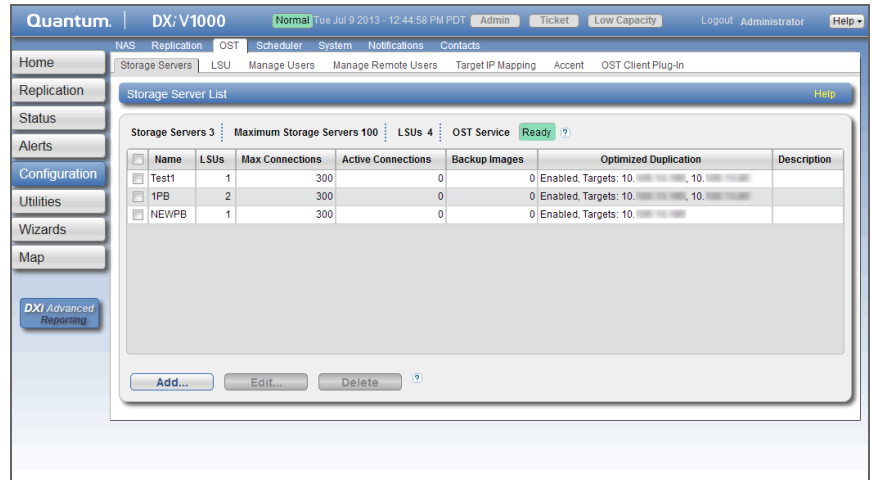 Quantum. DXi V1000 Normal Tue Jul 9 2013 - 12:44:58 PM PDT Admin Ticket Low Capacity Logout Administrator Help
NAS Replication OST Scheduler System Notifications Contacts
Storage Servers LSU Manage Users Manage Remote Users Target IP Mapping Accent OST Client Plug-In
Home
Replication
Status
Alerts
Configuration
Utilities
Wizards
Map
DXi Advanced
Reporting
Storage Server List Help
Storage Servers 3 Maximum Storage Servers 100 LSUs 4 OST Service Ready ?
Name LSUs Max Connections Active Connections Backup Images Optimized Duplication Description
Test1 1 300 0 0 Enabled, Targets: 10. , 10.
1PB 2 300 0 0 Enabled, Targets: 10. , 10.
NEWPB 1 300 0 0 Enabled, Targets: 10.
Add... Edit... Delete ?